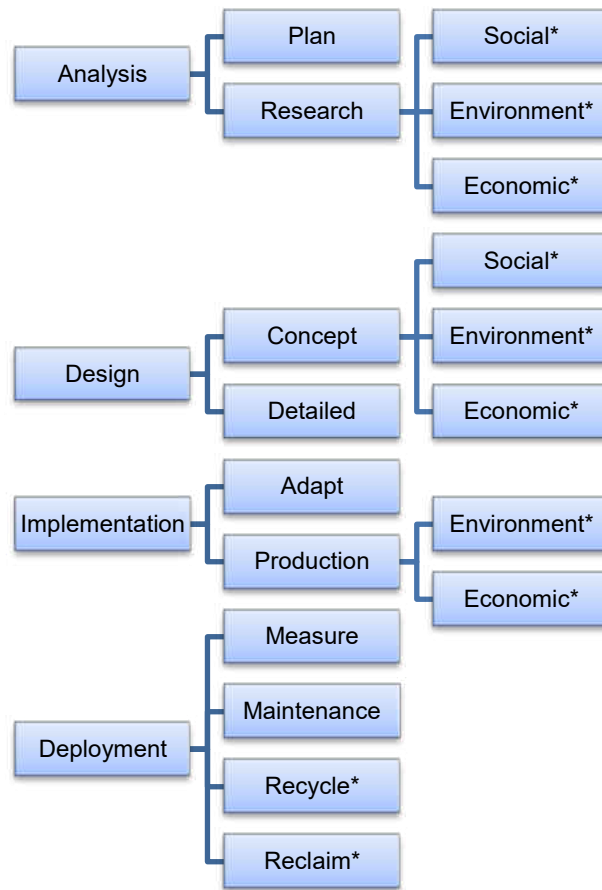 Analysis
Plan
Research
Social*
Environment*
Economic*
Design
Concept
Detailed
Social*
Environment*
Economic*
Implementation
Adapt
Production
Environment*
Economic*
Deployment
Measure
Maintenance
Recycle*
Reclaim*